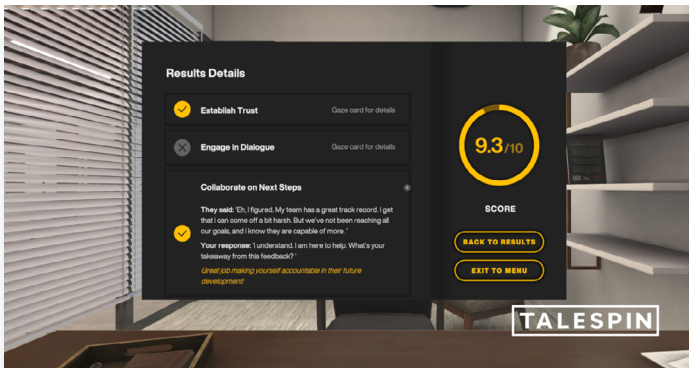 Results Details
Establish Trust
Gaze card for details
Engage in Dialogue
Gaze card for details
Collaborate on Next Steps
They said: 'Eh, I figured. My team has a great track record. I get
that I can come off a bit harsh. But we've not been reaching all
our goals, and I know they are capable of more. '
Your response: 'I understand. I am here to help. What's your
takeaway from this feedback? '
Great job making yourself accountable in their future
development!
9.3/10
SCORE
BACK TO RESULTS
EXIT TO MENU
TALESPIN